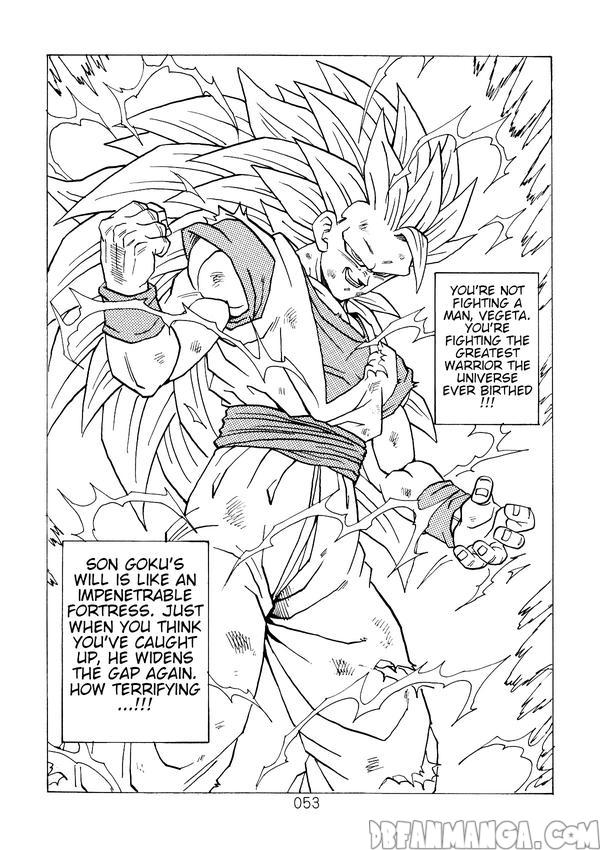 YOU'RE NOT
FIGHTING A
MAN, VEGETA.
YOU'RE
FIGHTING THE
GREATEST
WARRIOR THE
UNIVERSE
EVER BIRTHED
!!!
SON GOKU'S
WILL IS LIKE AN
IMPENETRABLE
FORTRESS. JUST
WHEN YOU THINK
YOU'VE CAUGHT
UP, HE WIDENS
THE GAP AGAIN.
HOW TERRIFYING
...!!!
053
DBFANMANGA.COM